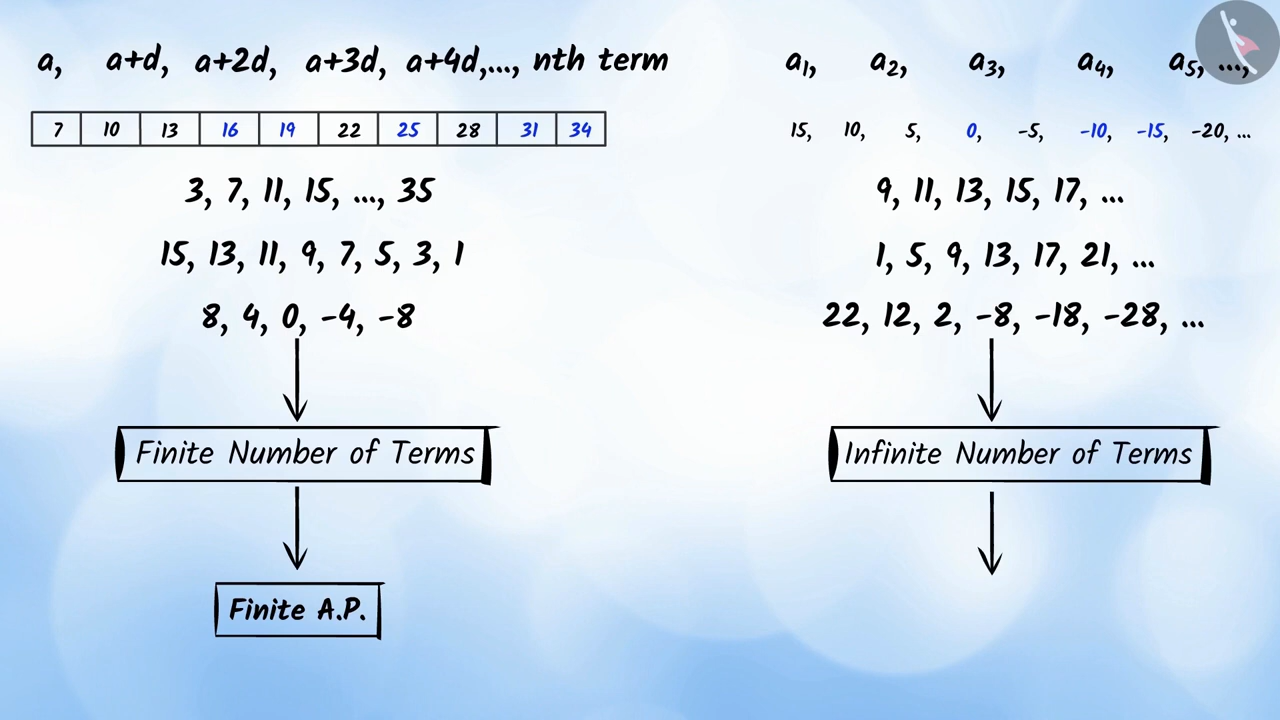 a, a+d, a+2d, a+3d, a+4d,..., nth term
7 10 13 16 19 22 25 28 31 34
3, 7, 11, 15, ..., 35
15, 13, 11, 9, 7, 5, 3, 1
8, 4, 0, -4, -8
Finite Number of Terms
Finite A.P.
a₁, a₂, a₃, a₄, a₅, ...,
15, 10, 5, 0, -5, -10, -15, -20, ...
9, 11, 13, 15, 17, ...
1, 5, 9, 13, 17, 21, ...
22, 12, 2, -8, -18, -28, ...
Infinite Number of Terms